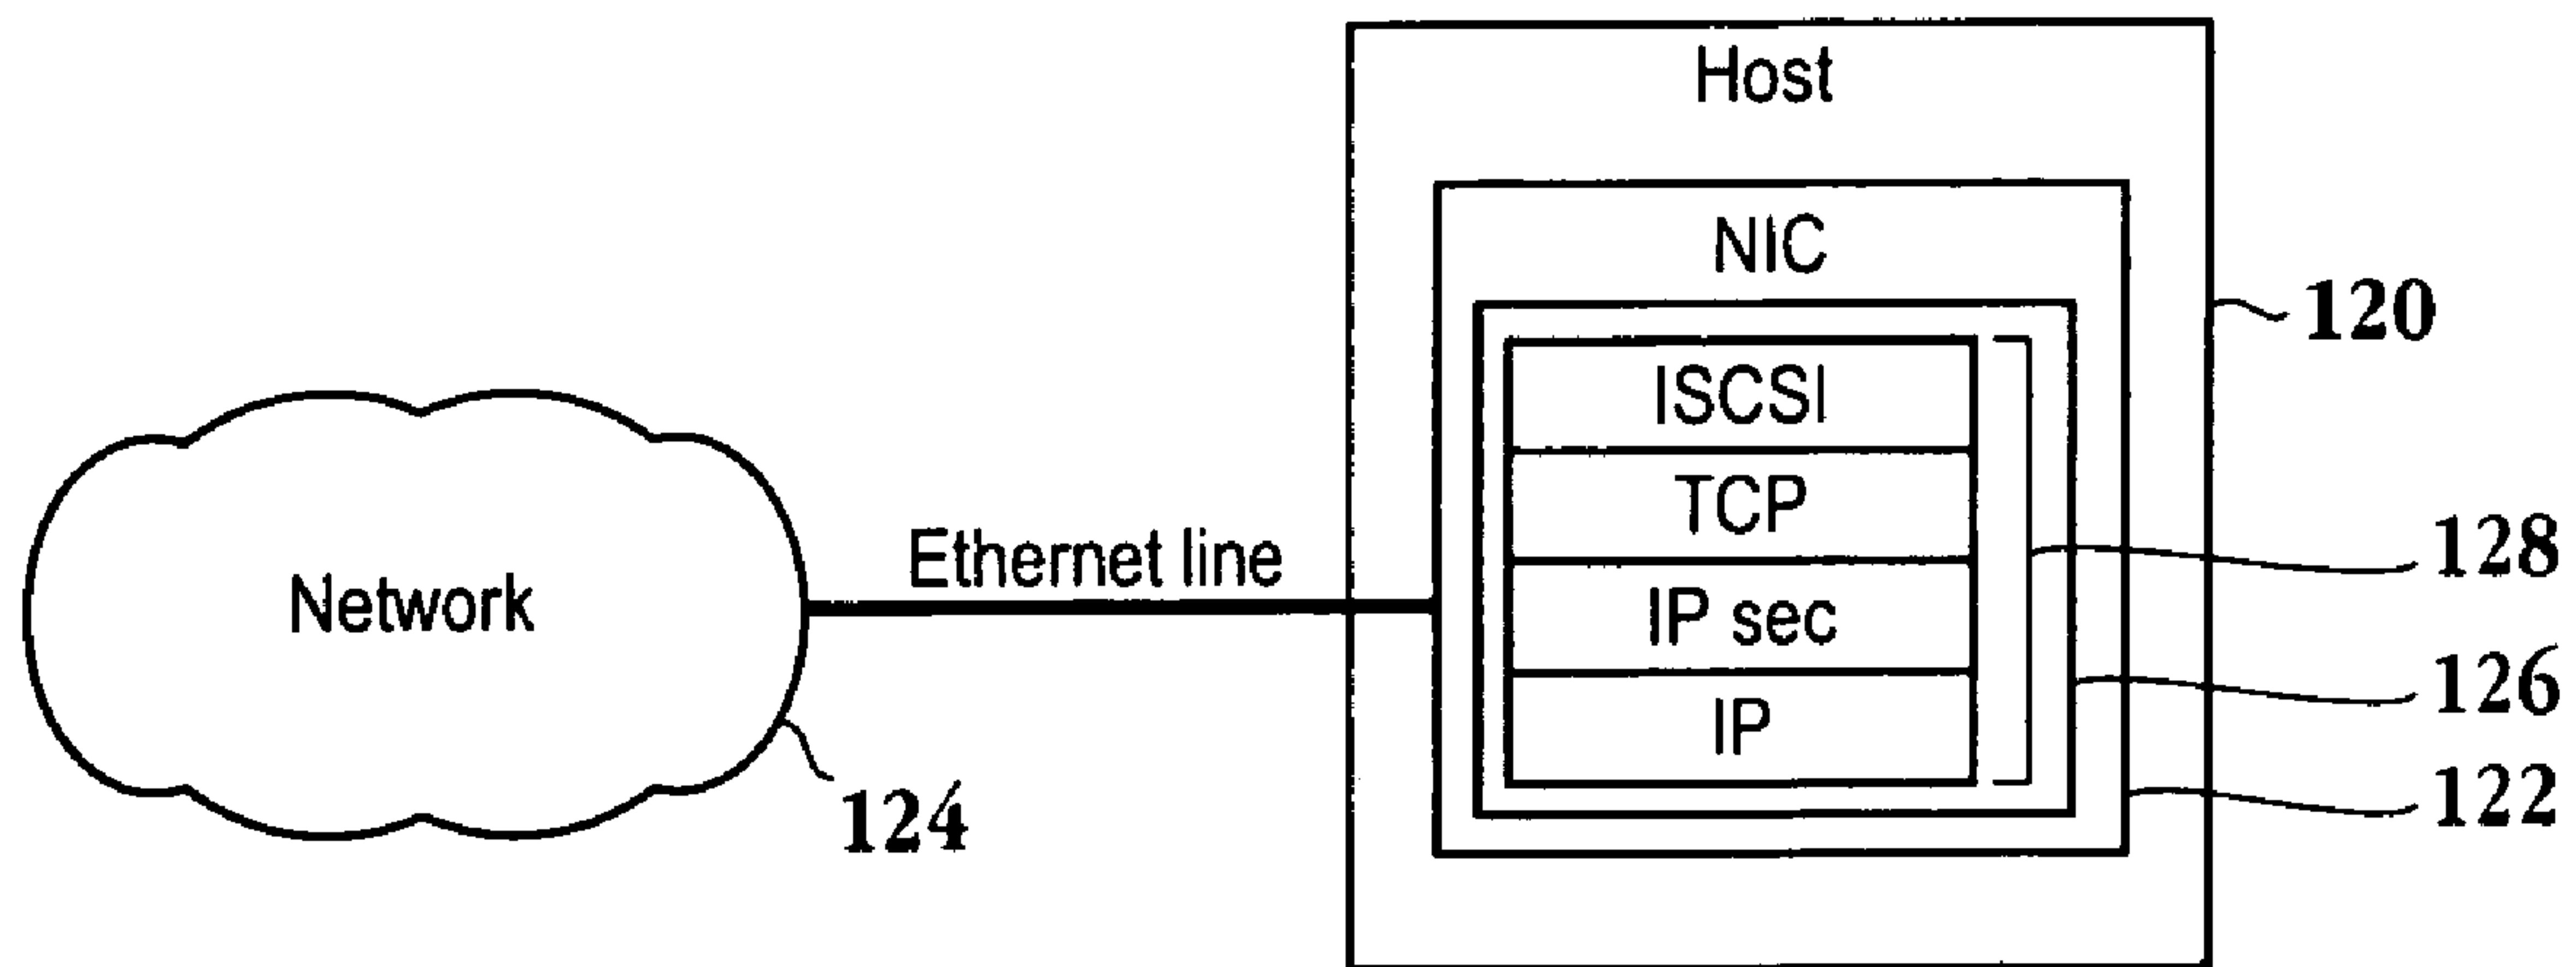 Host
NIC
120
ISCSI
TCP
128
Ethernet line
Network
IP sec
126
IP
122
124